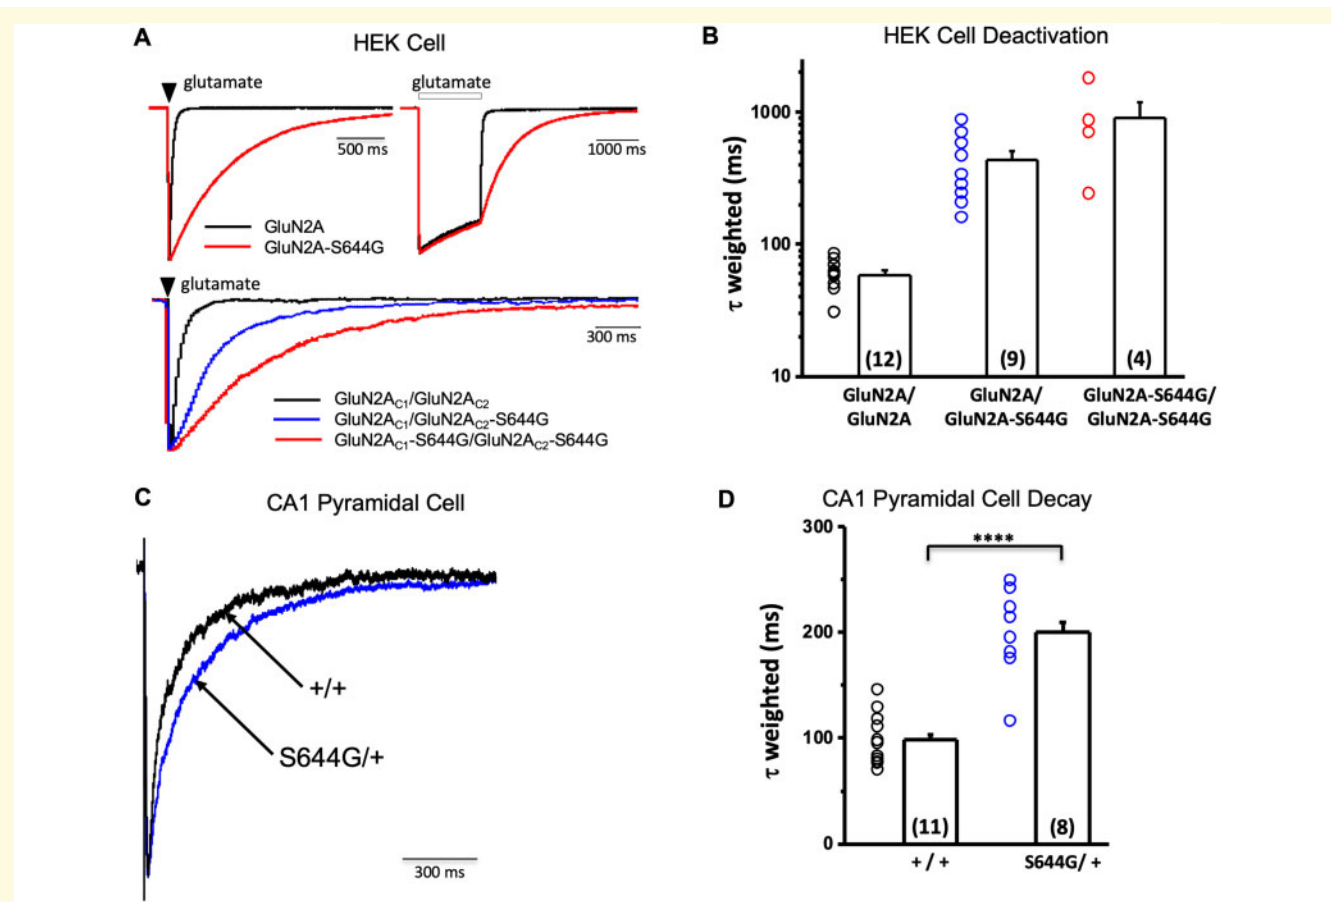 A
HEK Cell
glutamate
glutamate
500 ms
1000 ms
GluN2A
GluN2A-S644G
glutamate
300 ms
GluN2AC1/GluN2AC2
GluN2AC1/GluN2AC2-S644G
GluN2AC1-S644G/GluN2AC2-S644G
B
HEK Cell Deactivation
τ weighted (ms)
1000
100
10
(12)
(9)
(4)
GluN2A/
GluN2A
GluN2A/
GluN2A-S644G
GluN2A-S644G/
GluN2A-S644G
C
CA1 Pyramidal Cell
+/+
S644G/+
300 ms
D
CA1 Pyramidal Cell Decay
τ weighted (ms)
300
200
100
0
****
(11)
(8)
+ / +
S644G/ +